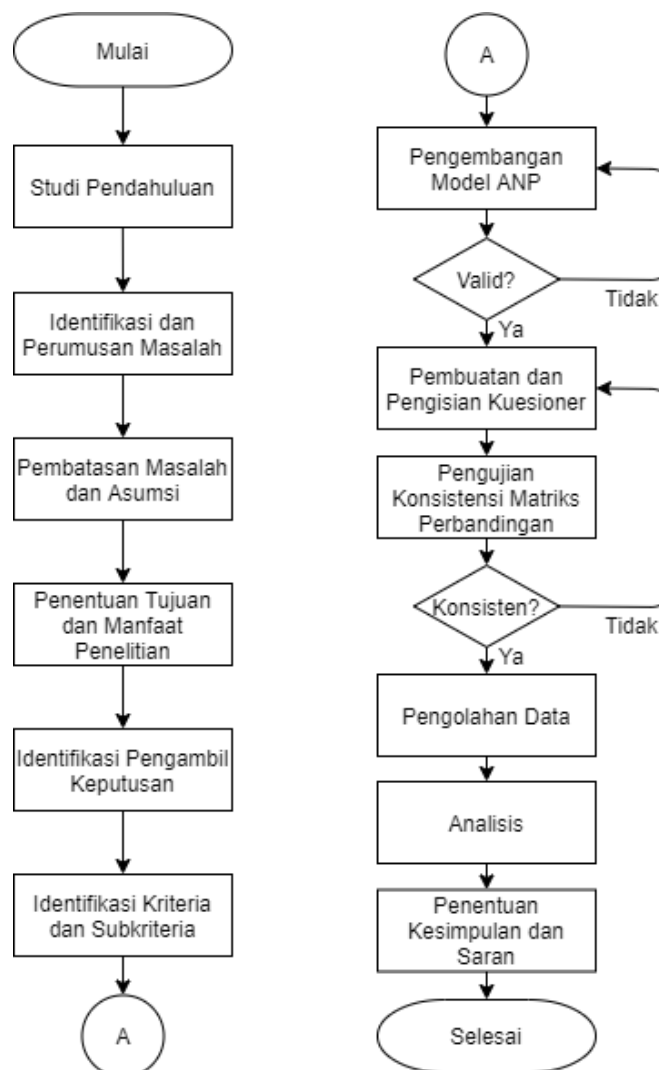 Mulai
Studi Pendahuluan
Identifikasi dan
Perumusan Masalah
Pembatasan Masalah
dan Asumsi
Penentuan Tujuan
dan Manfaat
Penelitian
Identifikasi Pengambil
Keputusan
Identifikasi Kriteria
dan Subkriteria
A
A
Pengembangan
Model ANP
Valid?
Tidak
Ya
Pembuatan dan
Pengisian Kuesioner
Pengujian
Konsistensi Matriks
Perbandingan
Konsisten?
Tidak
Ya
Pengolahan Data
Analisis
Penentuan
Kesimpulan dan
Saran
Selesai